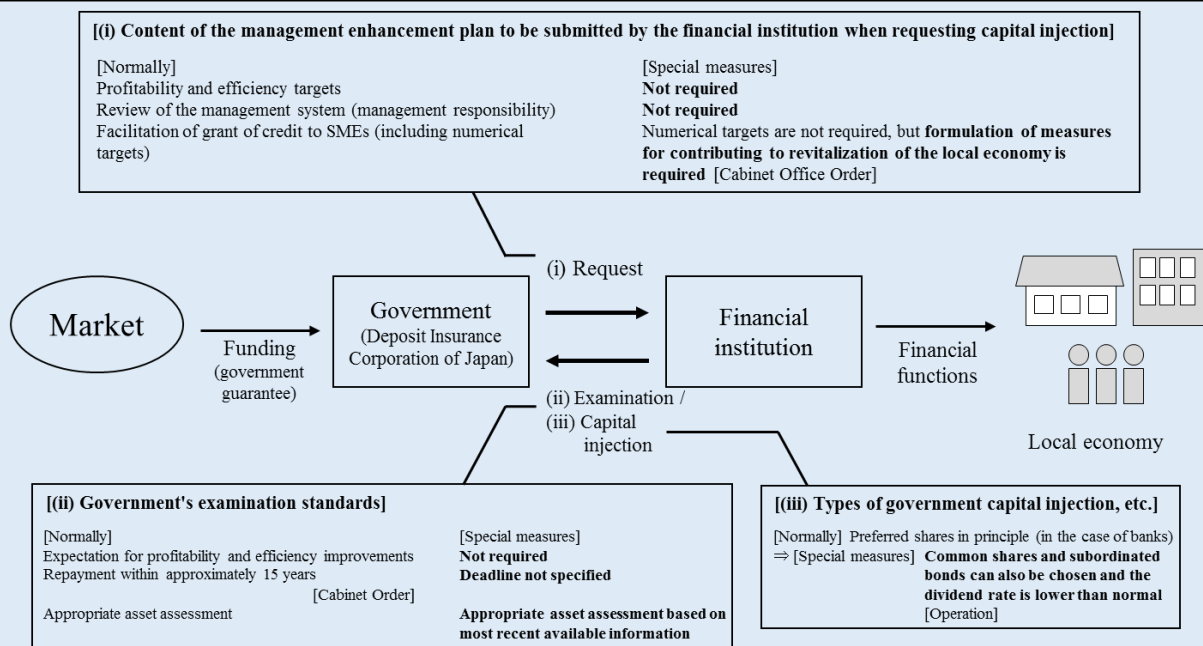 [(i) Content of the management enhancement plan to be submitted by the financial institution when requesting capital injection]
[Normally]
Profitability and efficiency targets
Review of the management system (management responsibility)
Facilitation of grant of credit to SMEs (including numerical
targets)
[Special measures]
Not required
Not required
Numerical targets are not required, but formulation of measures
for contributing to revitalization of the local economy is
required [Cabinet Office Order]
Market
Funding
(government
guarantee)
Government
(Deposit Insurance
Corporation of Japan)
(i) Request
(ii) Examination /
(iii) Capital
injection
Financial
institution
Financial
functions
Local economy
[(ii) Government's examination standards]
[Normally]
Expectation for profitability and efficiency improvements
Repayment within approximately 15 years
[Cabinet Order]
Appropriate asset assessment
[Special measures]
Not required
Deadline not specified
Appropriate asset assessment based on
most recent available information
[(iii) Types of government capital injection, etc.]
[Normally] Preferred shares in principle (in the case of banks)
⇒ [Special measures] Common shares and subordinated
bonds can also be chosen and the
dividend rate is lower than normal
[Operation]